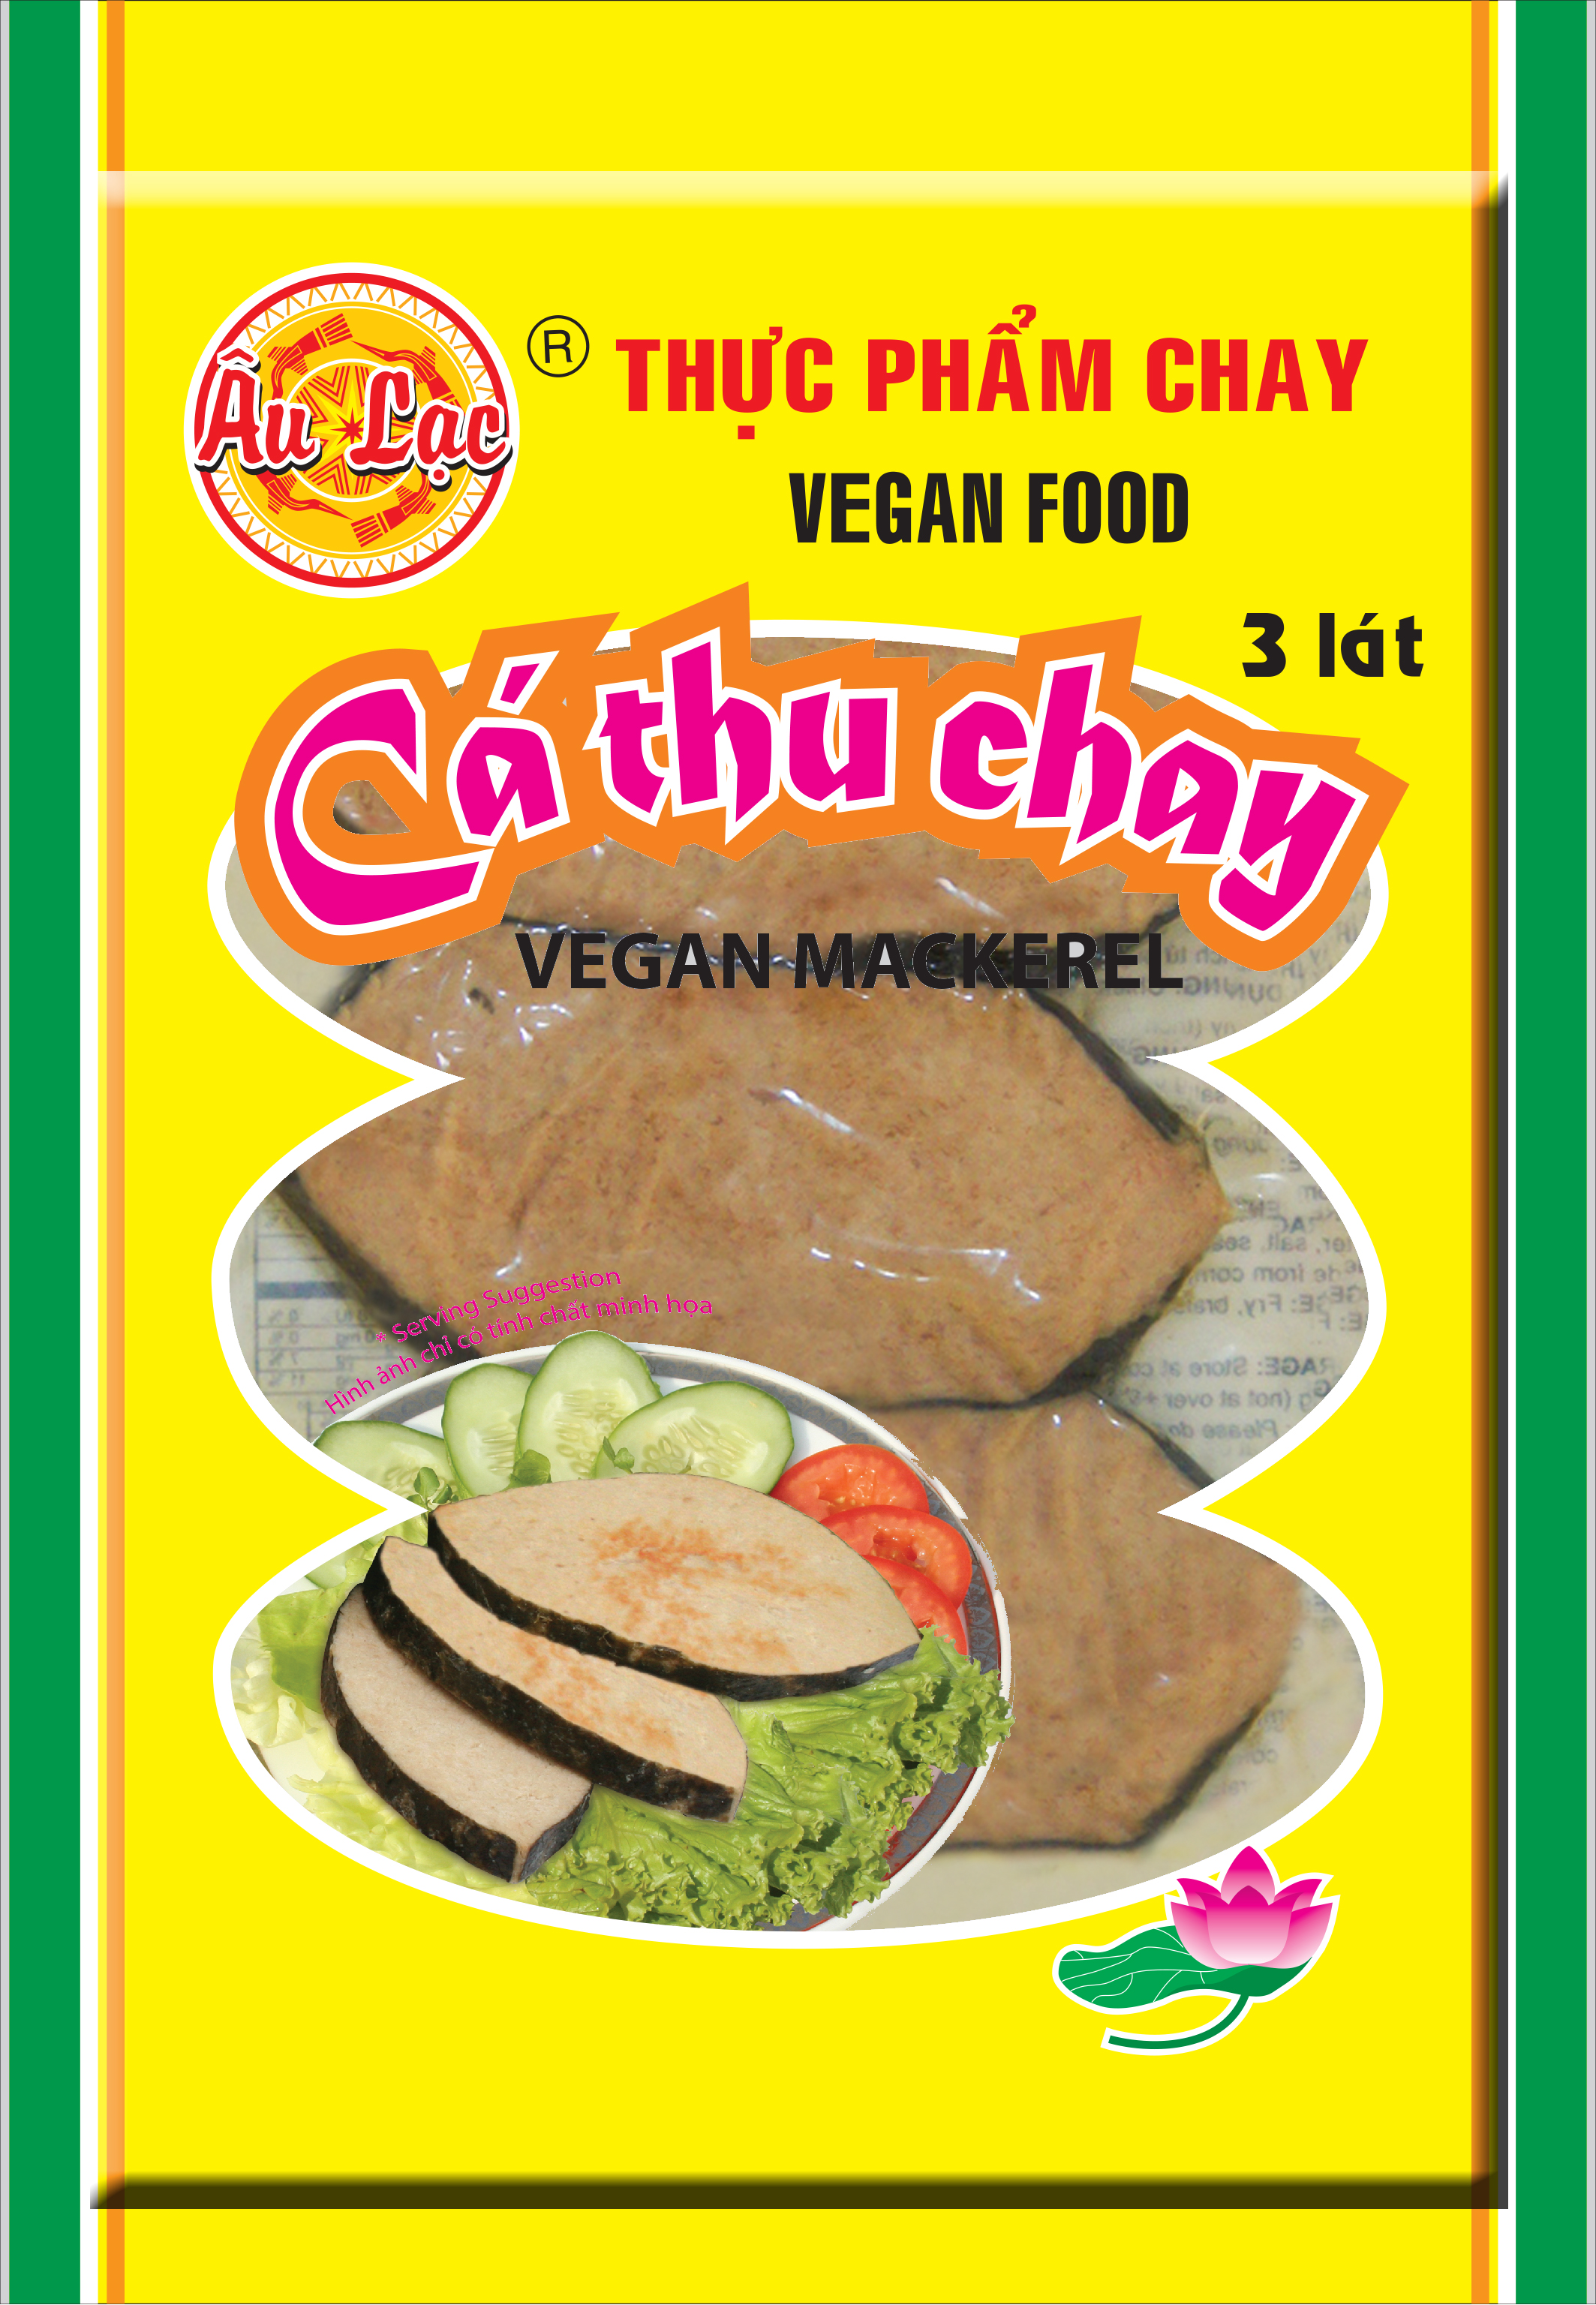 Âu Lạc
®
THỰC PHẨM CHAY
VEGAN FOOD
3 lát
Cá thu chay
VEGAN MACKEREL
* Serving Suggestion
Hình ảnh chỉ có tính chất minh họa